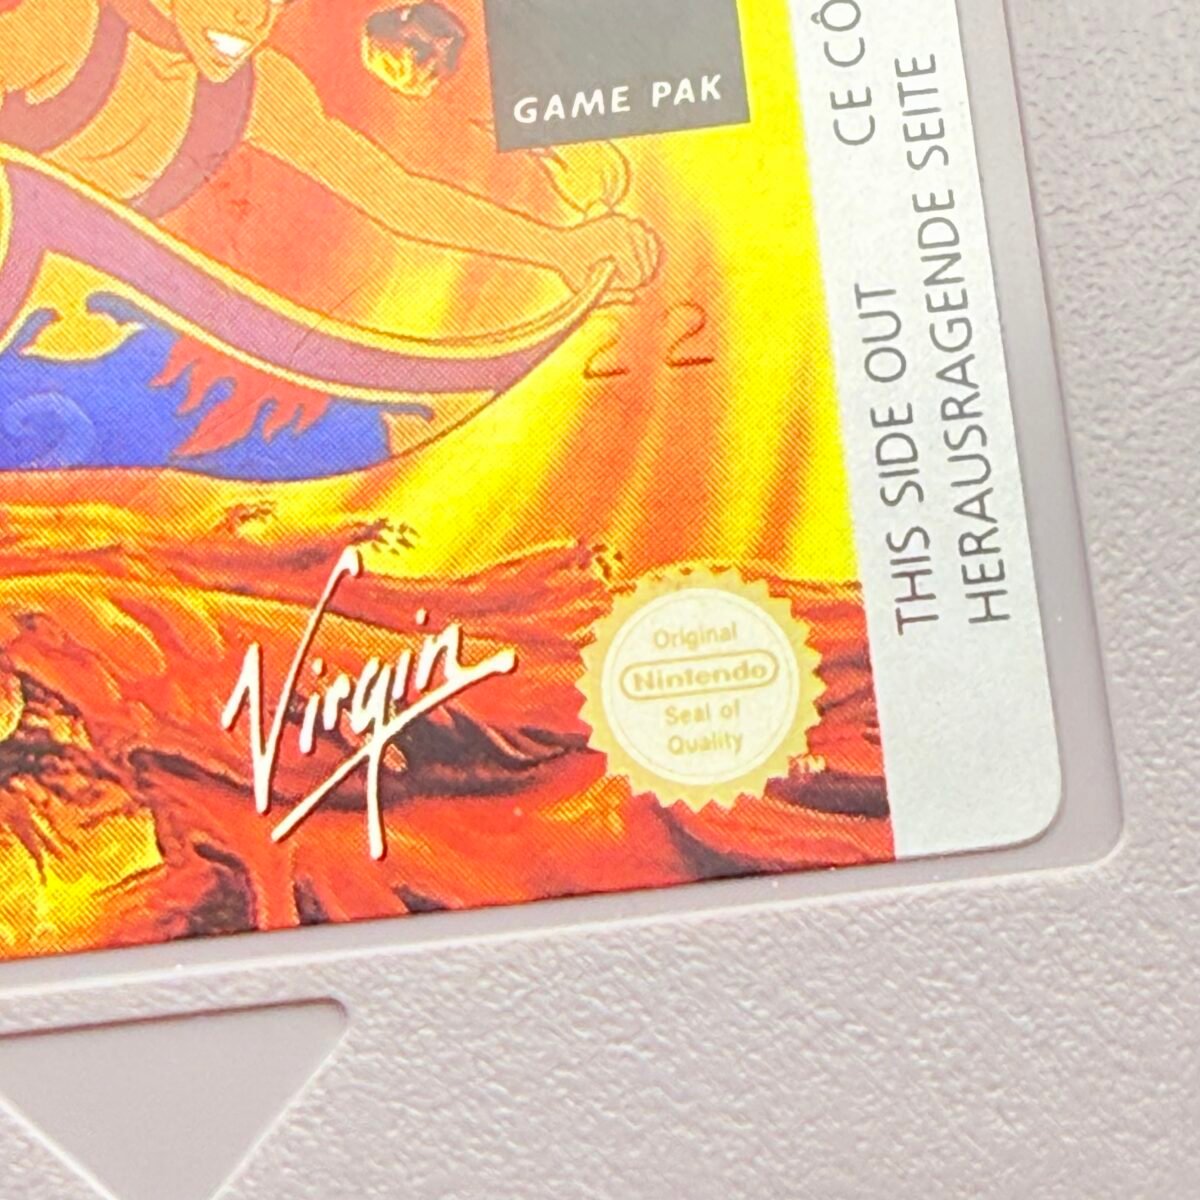 GAME PAK
22
Virgin
Original
Nintendo
Seal of
Quality
TM
THIS SIDE OUT CE CÔ
HERAUSRAGENDE SEITE